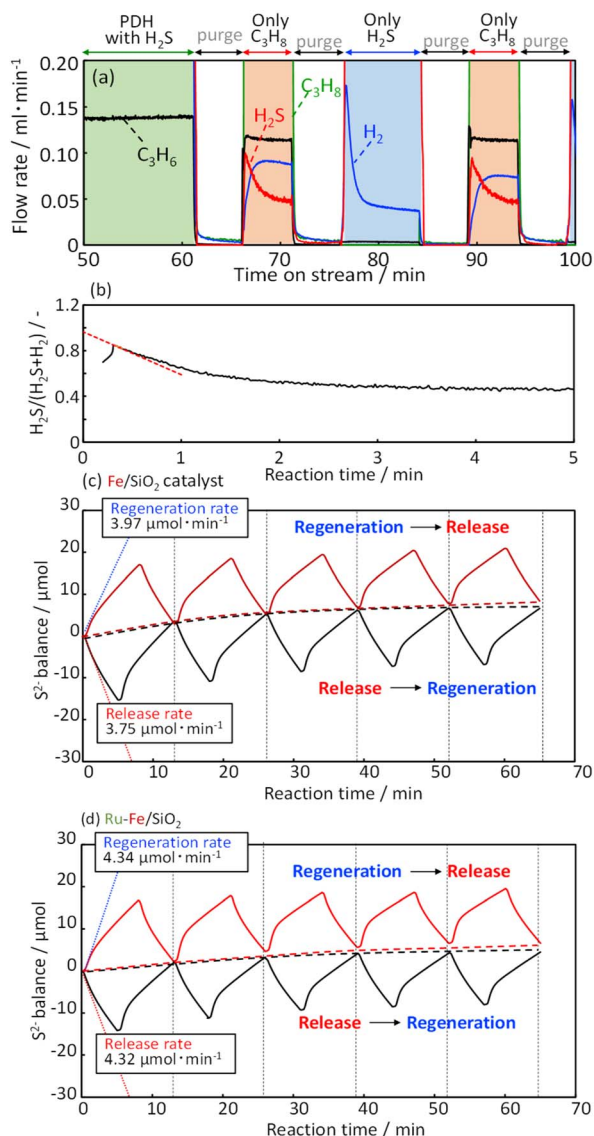 PDH
with H₂S
purge
Only
C₃H₈
purge
Only
H₂S
purge
Only
C₃H₈
purge
(a)
Flow rate / ml･min⁻¹
0.20
0.15
0.10
0.05
0
C₃H₆
H₂S
C₃H₈
H₂
50
60
70
80
90
100
Time on stream / min
(b)
H₂S/(H₂S+H₂) / -
1.2
0.8
0.4
0
0
1
2
3
4
5
Reaction time / min
(c) Fe/SiO₂ catalyst
S²⁻ balance / μmol
30
20
10
0
-10
-20
-30
Regeneration rate
3.97 μmol･min⁻¹
Regeneration → Release
Release → Regeneration
Release rate
3.75 μmol･min⁻¹
0
10
20
30
40
50
60
70
Reaction time / min
(d) Ru-Fe/SiO₂
S²⁻ balance / μmol
30
20
10
0
-10
-20
-30
Regeneration rate
4.34 μmol･min⁻¹
Regeneration → Release
Release → Regeneration
Release rate
4.32 μmol･min⁻¹
0
10
20
30
40
50
60
70
Reaction time / min